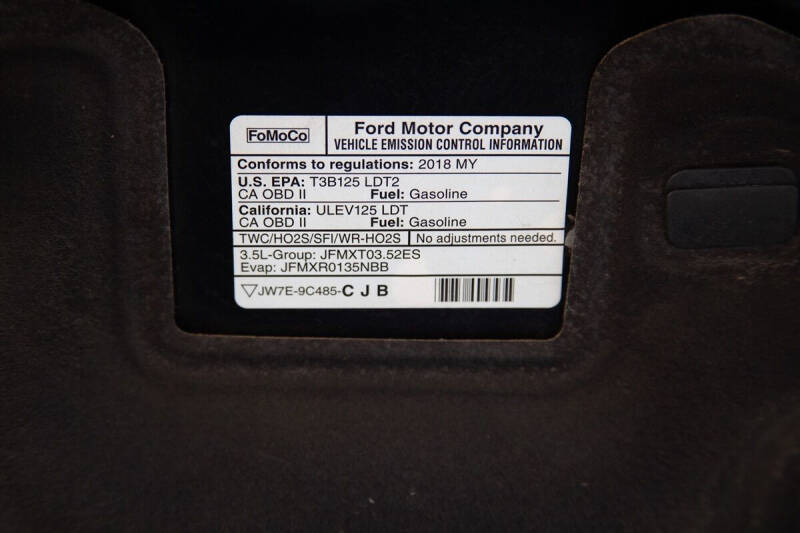 FoMoCo
Ford Motor Company
VEHICLE EMISSION CONTROL INFORMATION
Conforms to regulations: 2018 MY
U.S. EPA: T3B125 LDT2
CA OBD II Fuel: Gasoline
California: ULEV125 LDT
CA OBD II Fuel: Gasoline
TWC/HO2S/SFI/WR-HO2S No adjustments needed.
3.5L-Group: JFMXT03.52ES
Evap: JFMXR0135NBB
▽JW7E-9C485-C J B